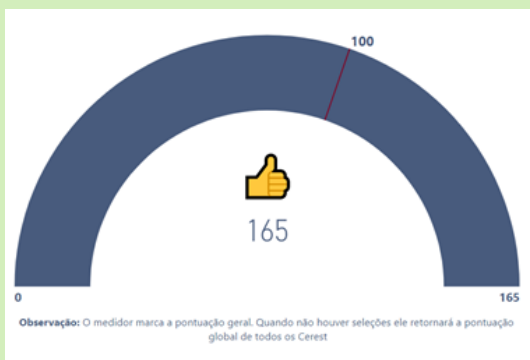 100
165
0
165
Observação: O medidor marca a pontuação geral. Quando não houver seleções ele retornará a pontuação
global de todos os Cerest